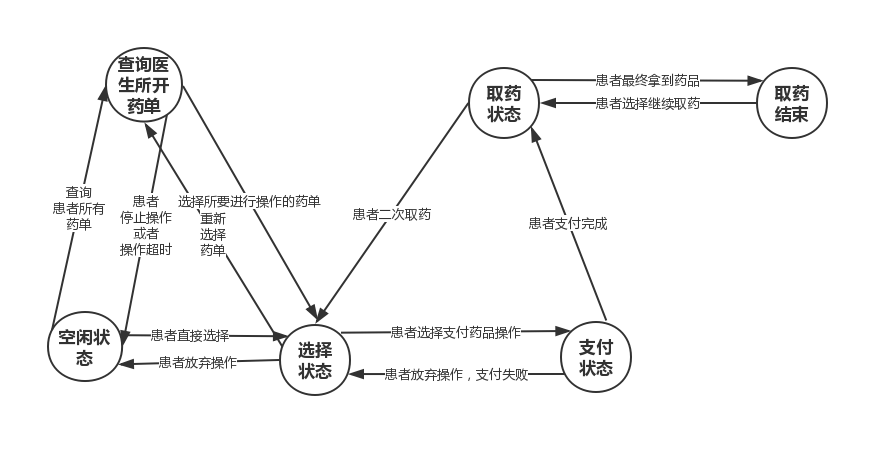 查询医
生所开
药单
取药
状态
患者最终拿到药品
患者选择继续取药
取药
结束
查询
患者所有
药单
患者
停止操作
或者
操作超时
选择所要进行操作的药单
重新
选择
药单
患者二次取药
患者支付完成
空闲状
态
患者直接选择
患者放弃操作
选择
状态
患者选择支付药品操作
患者放弃操作，支付失败
支付
状态